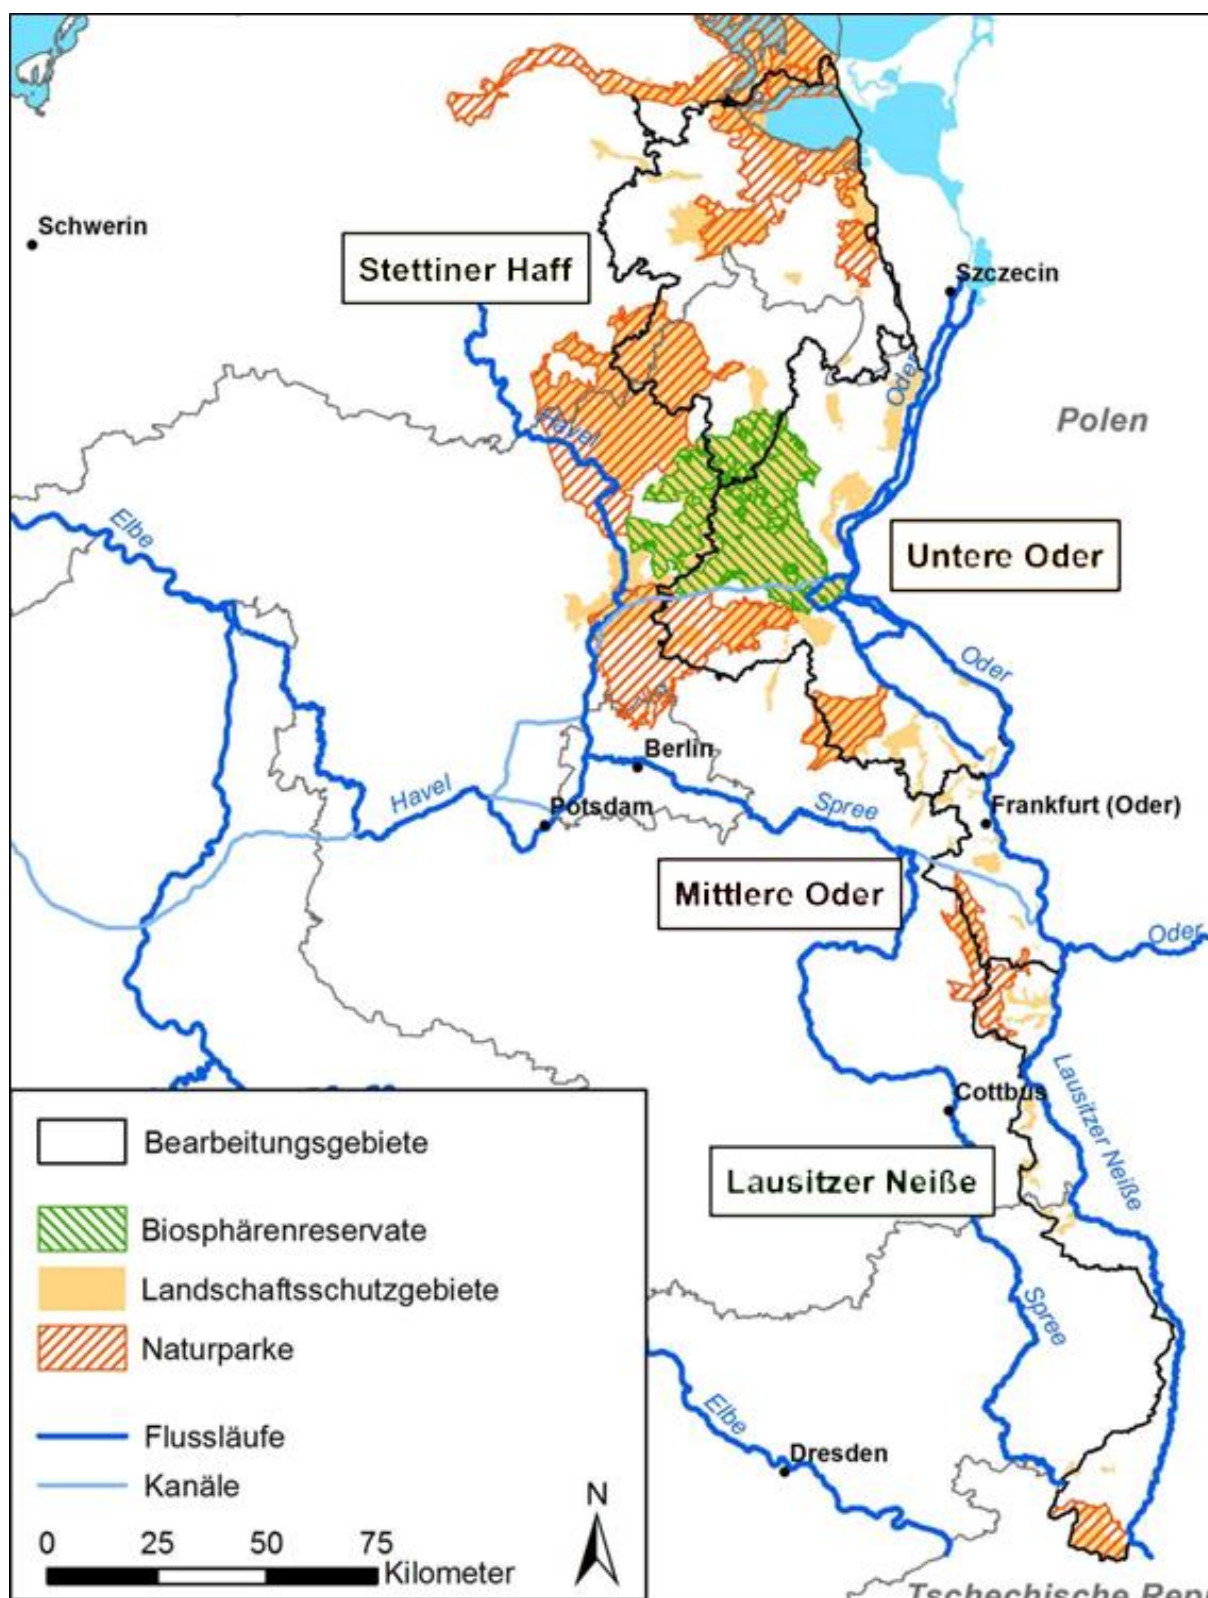 Schwerin
Stettiner Haff
Szczecin
Oder
Havel
Polen
Elbe
Untere Oder
Oder
Berlin
Havel
Potsdam
Spree
Frankfurt (Oder)
Mittlere Oder
Oder
Cottbus
Lausitzer Neiße
Lausitzer Neiße
Spree
Elbe
Dresden
Bearbeitungsgebiete
Biosphärenreservate
Landschaftsschutzgebiete
Naturparke
Flussläufe
Kanäle
N
0 25 50 75
Kilometer
Tschechische Rep